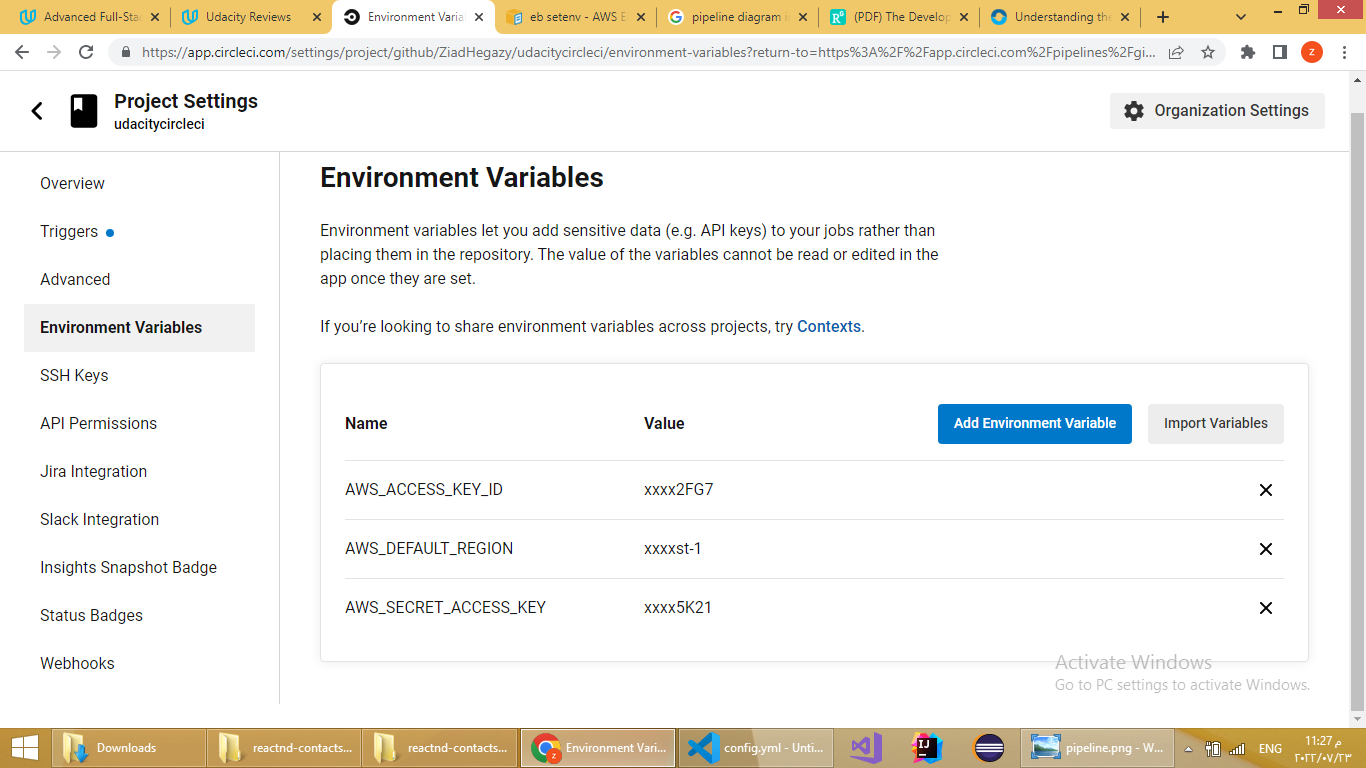 Advanced Full-Sta
Udacity Reviews
Environment Varia
eb setenv - AWS E
pipeline diagram i
(PDF) The Develop
Understanding the
https://app.circleci.com/settings/project/github/ZiadHegazy/udacitycircleci/environment-variables?return-to=https%3A%2F%2Fapp.circleci.com%2Fpipelines%2Fgi...
z
Project Settings
udacitycircleci
Organization Settings
Overview
Triggers
Advanced
Environment Variables
SSH Keys
API Permissions
Jira Integration
Slack Integration
Insights Snapshot Badge
Status Badges
Webhooks
Environment Variables
Environment variables let you add sensitive data (e.g. API keys) to your jobs rather than
placing them in the repository. The value of the variables cannot be read or edited in the
app once they are set.
If you’re looking to share environment variables across projects, try Contexts.
Name Value Add Environment Variable Import Variables
AWS_ACCESS_KEY_ID xxxx2FG7
AWS_DEFAULT_REGION xxxxst-1
AWS_SECRET_ACCESS_KEY xxxx5K21
Activate Windows
Go to PC settings to activate Windows.
Downloads
reactnd-contacts...
reactnd-contacts...
Environment Vari...
config.yml - Unti...
pipeline.png - W...
ENG
11:27 م
٢٠٢٢/٠٧/٢٣